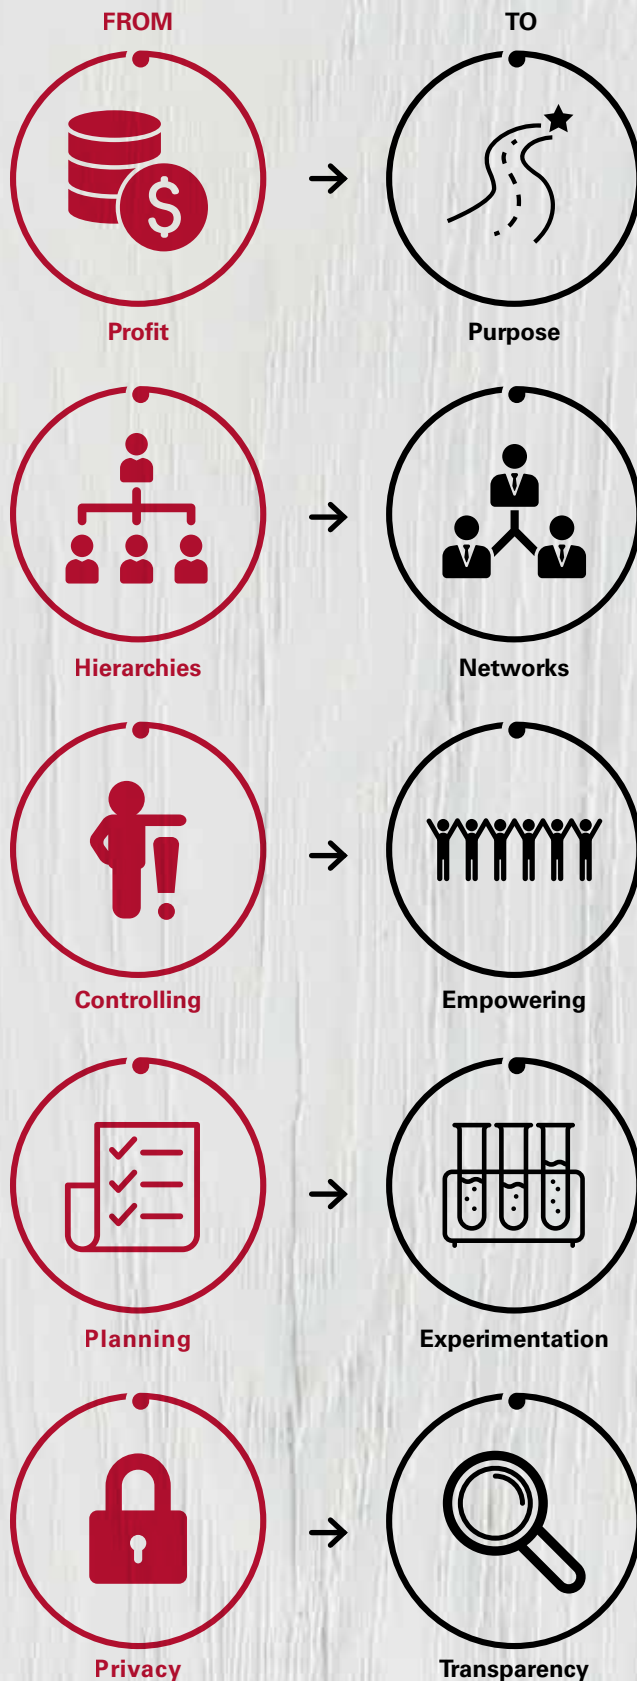 FROM
TO
$
Profit
Purpose
Hierarchies
Networks
Controlling
Empowering
Planning
Experimentation
Privacy
Transparency